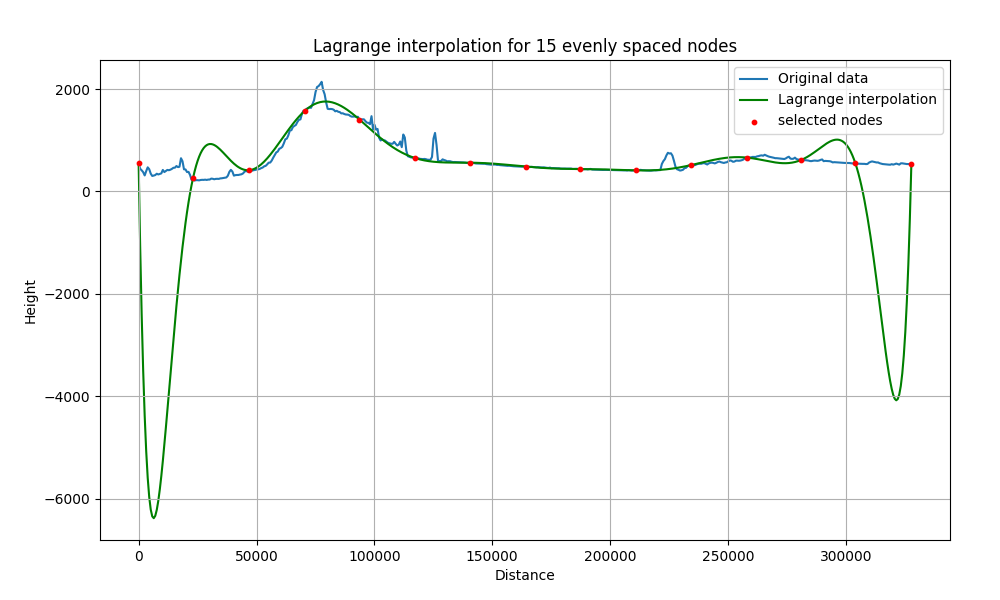 Lagrange interpolation for 15 evenly spaced nodes
Original data
Lagrange interpolation
selected nodes
2000
0
−2000
−4000
−6000
Height
0
50000
100000
150000
200000
250000
300000
Distance